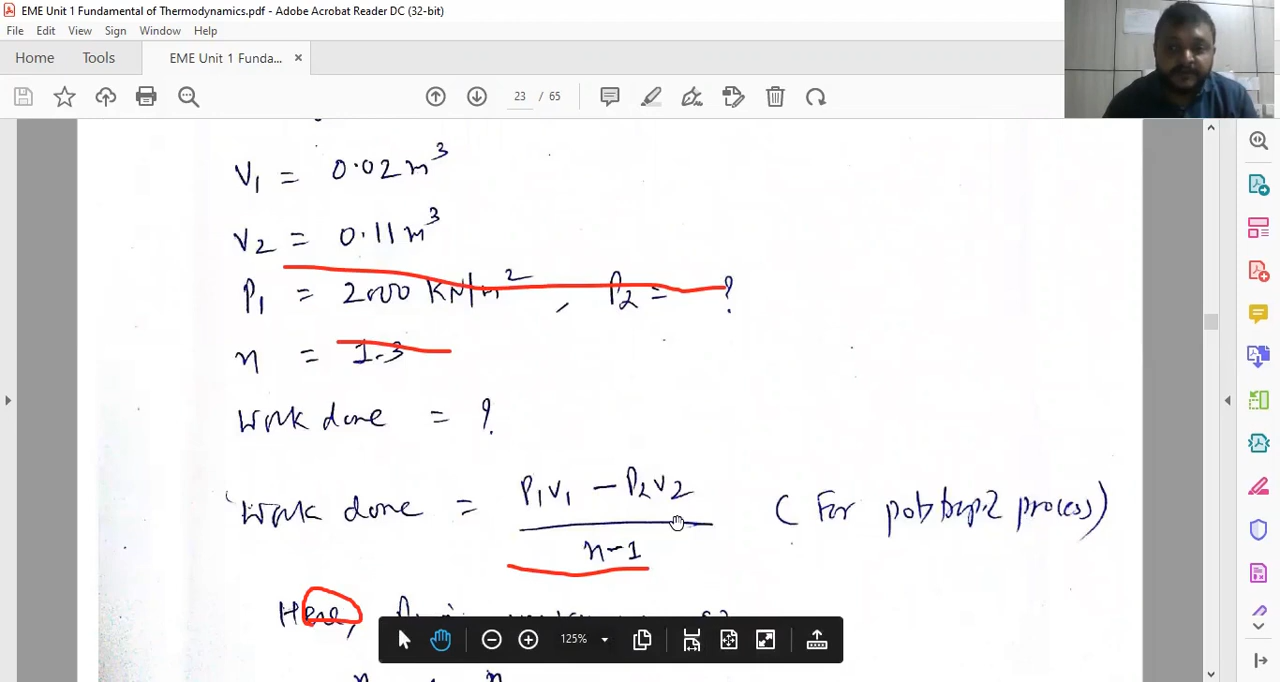 EME Unit 1 Fundamental of Thermodynamics.pdf - Adobe Acrobat Reader DC (32-bit)
File Edit View Sign Window Help
Home Tools EME Unit 1 Funda... ×
23 / 65
V1 = 0.02 m³
V2 = 0.11 m³
P1 = 2000 KN/m², P2 = ?
n = 1.3
Work done = ?
Work done = P1V1 - P2V2 / n-1 (For polytropic process)
Here,
125%